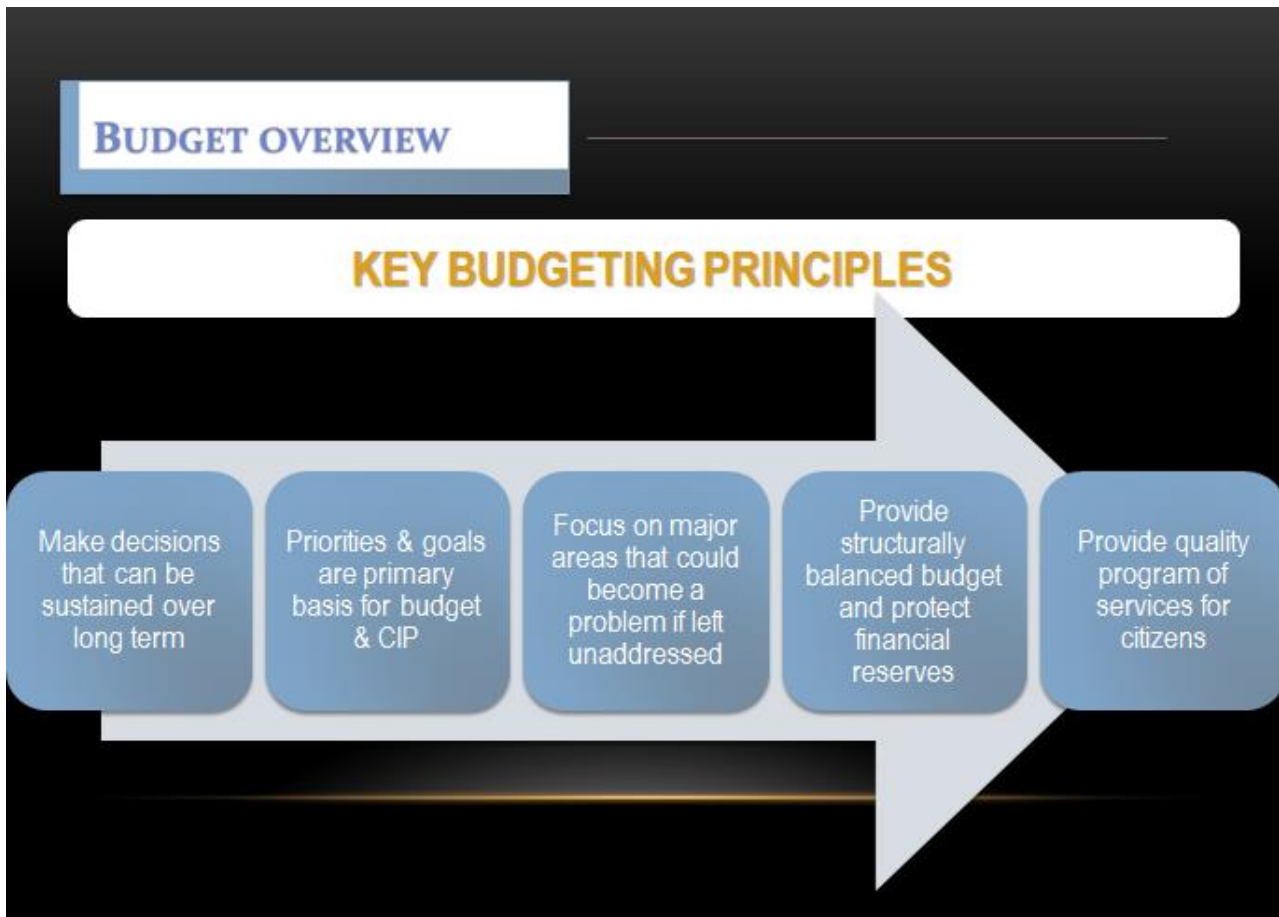 BUDGET OVERVIEW
KEY BUDGETING PRINCIPLES
Make decisions
that can be
sustained over
long term
Priorities & goals
are primary
basis for budget
& CIP
Focus on major
areas that could
become a
problem if left
unaddressed
Provide
structurally
balanced budget
and protect
financial
reserves
Provide quality
program of
services for
citizens